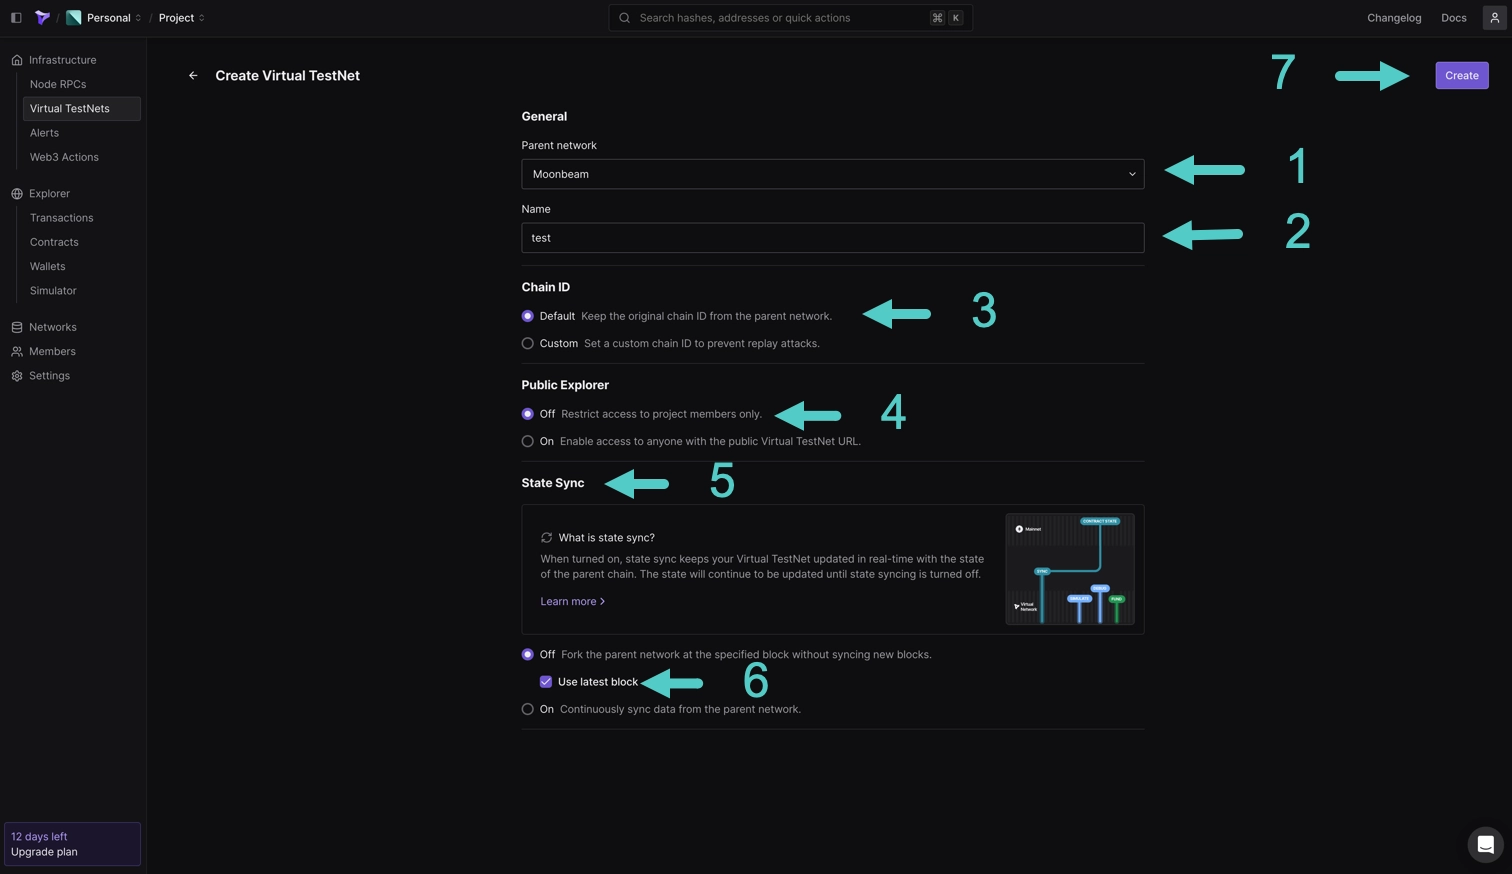 Personal / Project
Search hashes, addresses or quick actions
⌘ K
Changelog
Docs
Infrastructure
Node RPCs
Virtual TestNets
Alerts
Web3 Actions
Explorer
Transactions
Contracts
Wallets
Simulator
Networks
Members
Settings
12 days left
Upgrade plan
Create Virtual TestNet
7
Create
General
Parent network
Moonbeam
1
Name
test
2
Chain ID
Default Keep the original chain ID from the parent network.
3
Custom Set a custom chain ID to prevent replay attacks.
Public Explorer
Off Restrict access to project members only.
4
On Enable access to anyone with the public Virtual TestNet URL.
State Sync
5
What is state sync?
When turned on, state sync keeps your Virtual TestNet updated in real-time with the state
of the parent chain. The state will continue to be updated until state syncing is turned off.
Learn more
Mainnet
CONTRACT STATE
SYNC
DEBUG
SIMULATE
FUND
Virtual
Network
Off Fork the parent network at the specified block without syncing new blocks.
Use latest block
6
On Continuously sync data from the parent network.